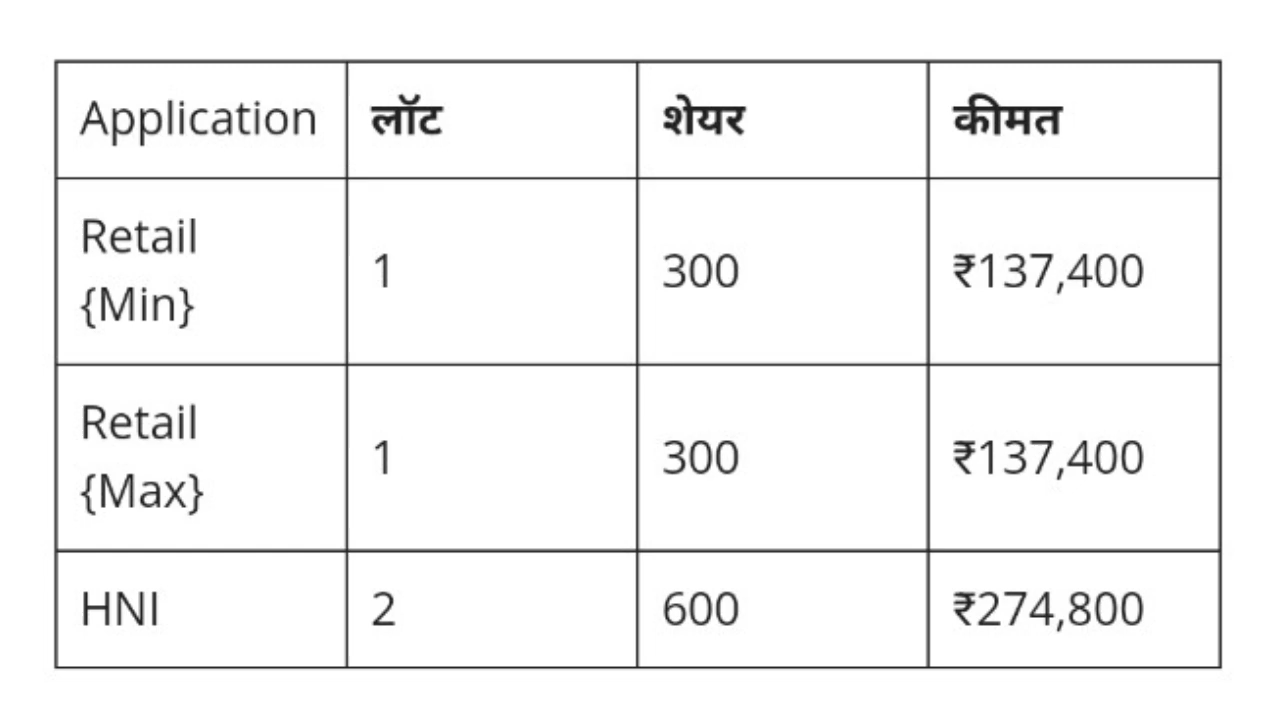 Application लॉट शेयर कीमत
Retail
{Min} 1 300 ₹137,400
Retail
{Max} 1 300 ₹137,400
HNI 2 600 ₹274,800